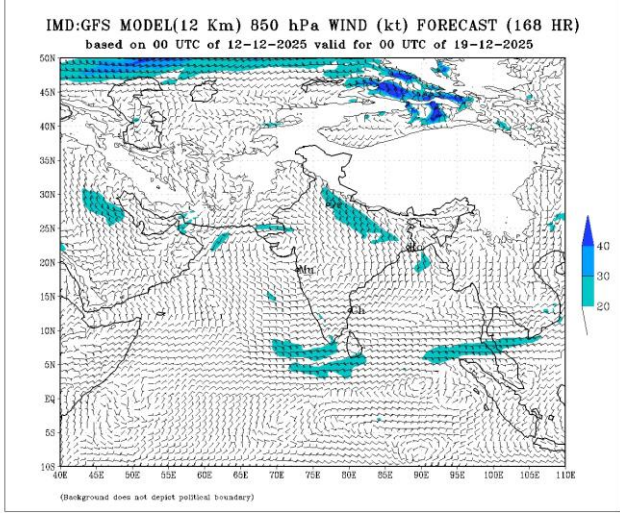 IMD:GFS MODEL(12 Km) 850 hPa WIND (kt) FORECAST (168 HR)
based on 00 UTC of 12-12-2025 valid for 00 UTC of 19-12-2025
50N
45N
40N
35N
30N
25N
20N
15N
10N
5N
EQ
5S
10S
Mu
Ch
40
30
20
40E 45E 50E 55E 60E 65E 70E 75E 80E 85E 90E 95E 100E 105E 110E
(Background does not depict political boundary)